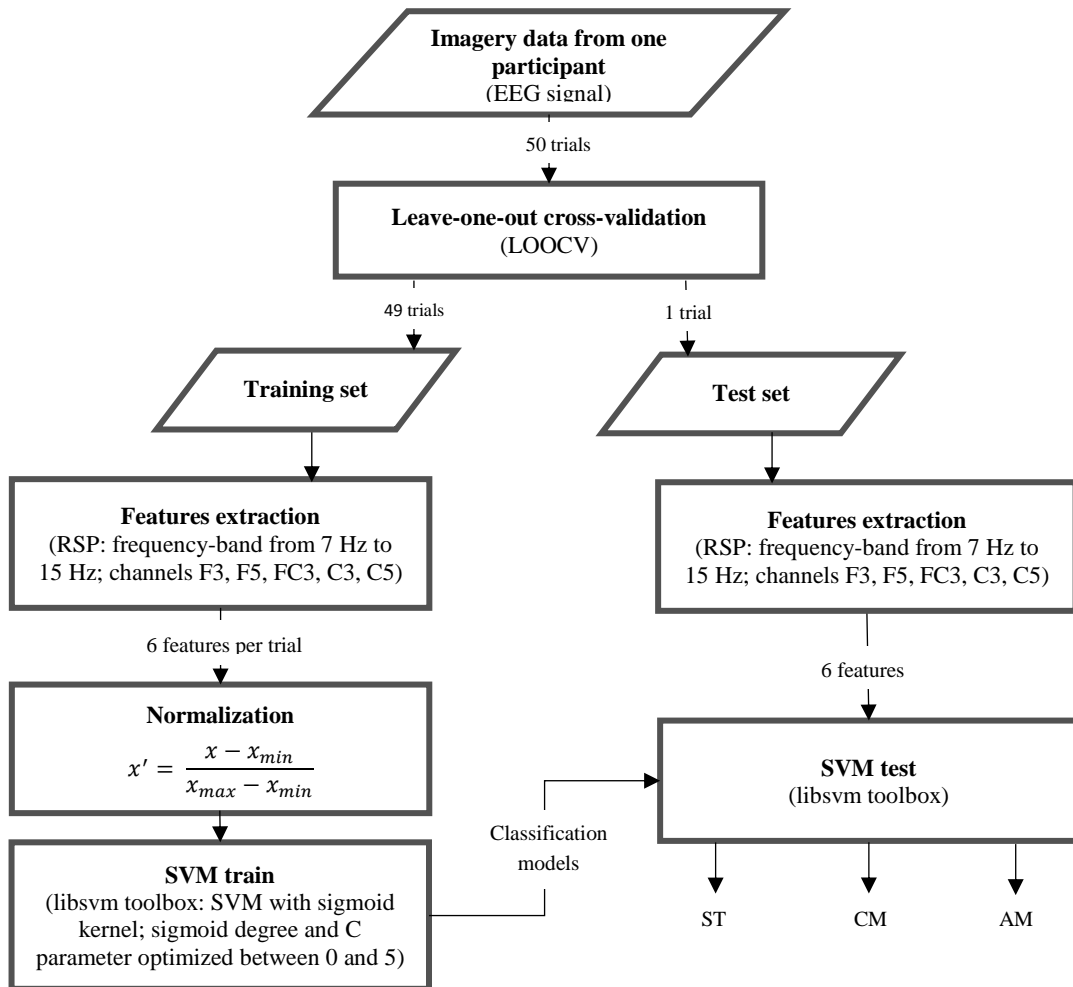 Imagery data from one
participant
(EEG signal)
50 trials
Leave-one-out cross-validation
(LOOCV)
49 trials
1 trial
Training set
Test set
Features extraction
(RSP: frequency-band from 7 Hz to
15 Hz; channels F3, F5, FC3, C3, C5)
Features extraction
(RSP: frequency-band from 7 Hz to
15 Hz; channels F3, F5, FC3, C3, C5)
6 features per trial
6 features
Normalization
x′ = (x − x_min) / (x_max − x_min)
SVM test
(libsvm toolbox)
Classification
models
SVM train
(libsvm toolbox: SVM with sigmoid
kernel; sigmoid degree and C
parameter optimized between 0 and 5)
ST
CM
AM